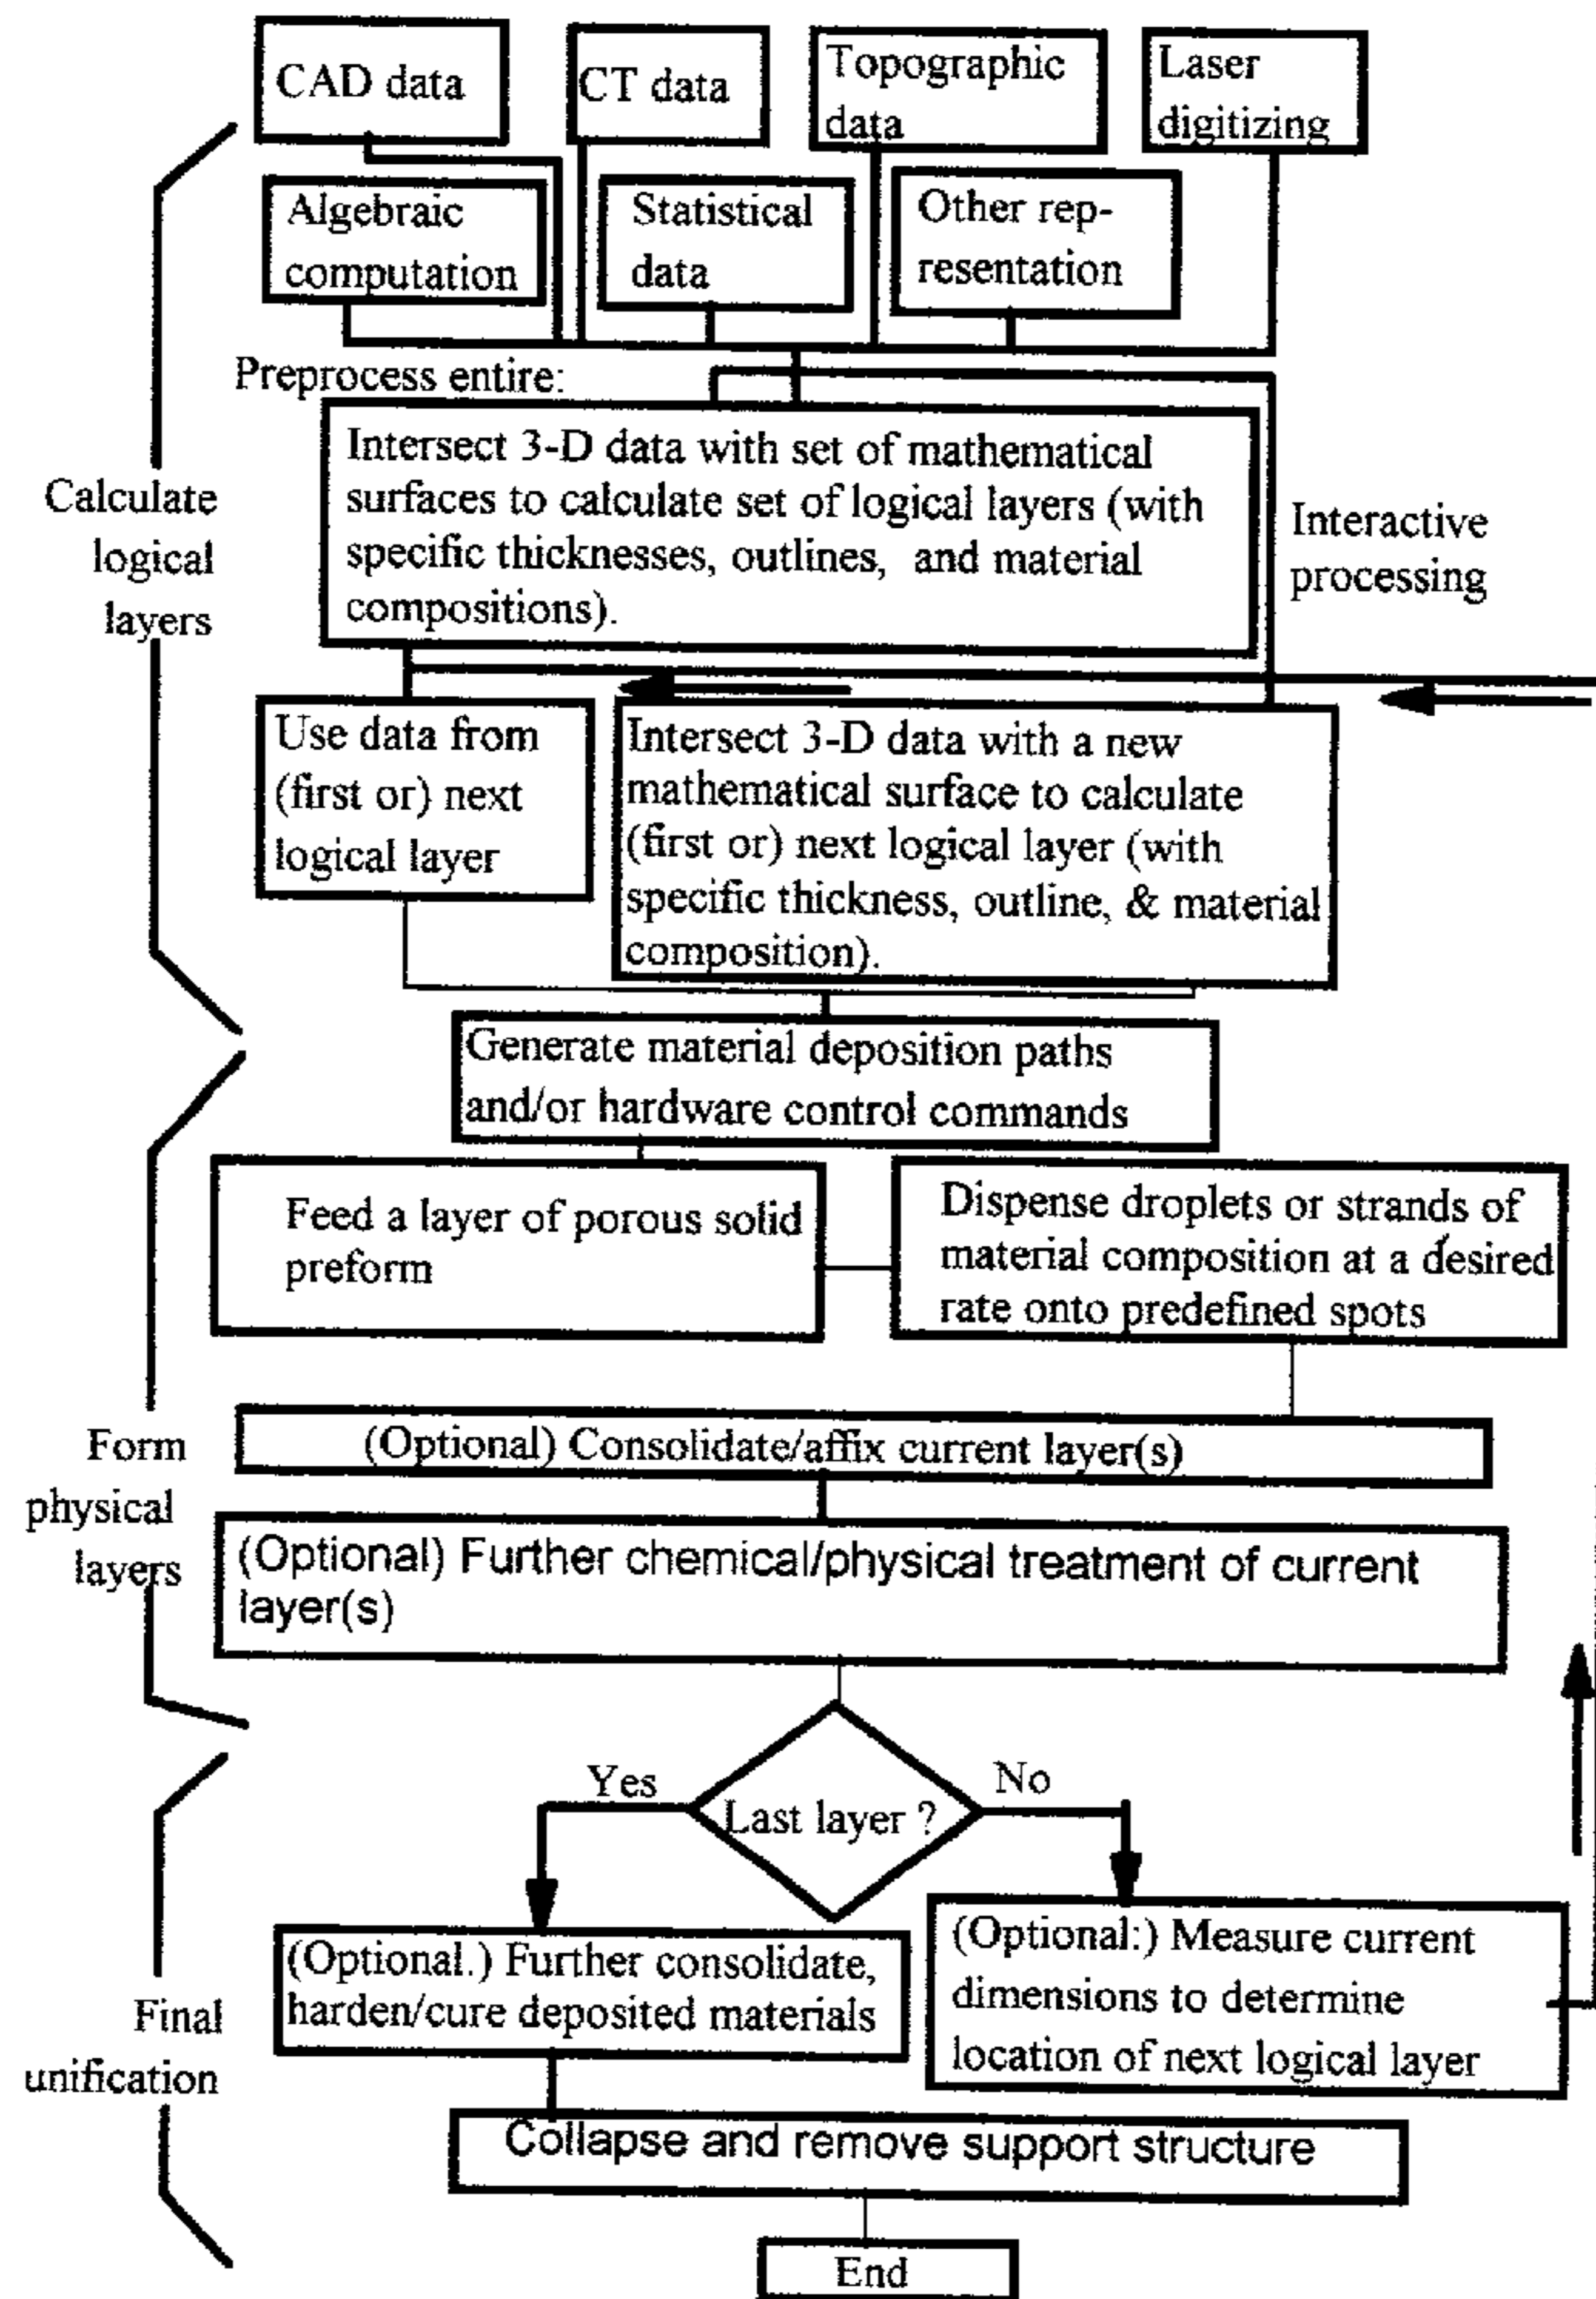 CAD data
CT data
Topographic
data
Laser
digitizing
Algebraic
computation
Statistical
data
Other rep-
resentation
Preprocess entire:
Intersect 3-D data with set of mathematical
surfaces to calculate set of logical layers (with
specific thicknesses, outlines, and material
compositions).
Calculate
logical
layers
Interactive
processing
Use data from
(first or) next
logical layer
Intersect 3-D data with a new
mathematical surface to calculate
(first or) next logical layer (with
specific thickness, outline, & material
composition).
Generate material deposition paths
and/or hardware control commands
Feed a layer of porous solid
preform
Dispense droplets or strands of
material composition at a desired
rate onto predefined spots
Form
physical
layers
(Optional) Consolidate/affix current layer(s)
(Optional) Further chemical/physical treatment of current
layer(s)
Yes
Last layer ?
No
(Optional.) Further consolidate,
harden/cure deposited materials
(Optional:) Measure current
dimensions to determine
location of next logical layer
Final
unification
Collapse and remove support structure
End